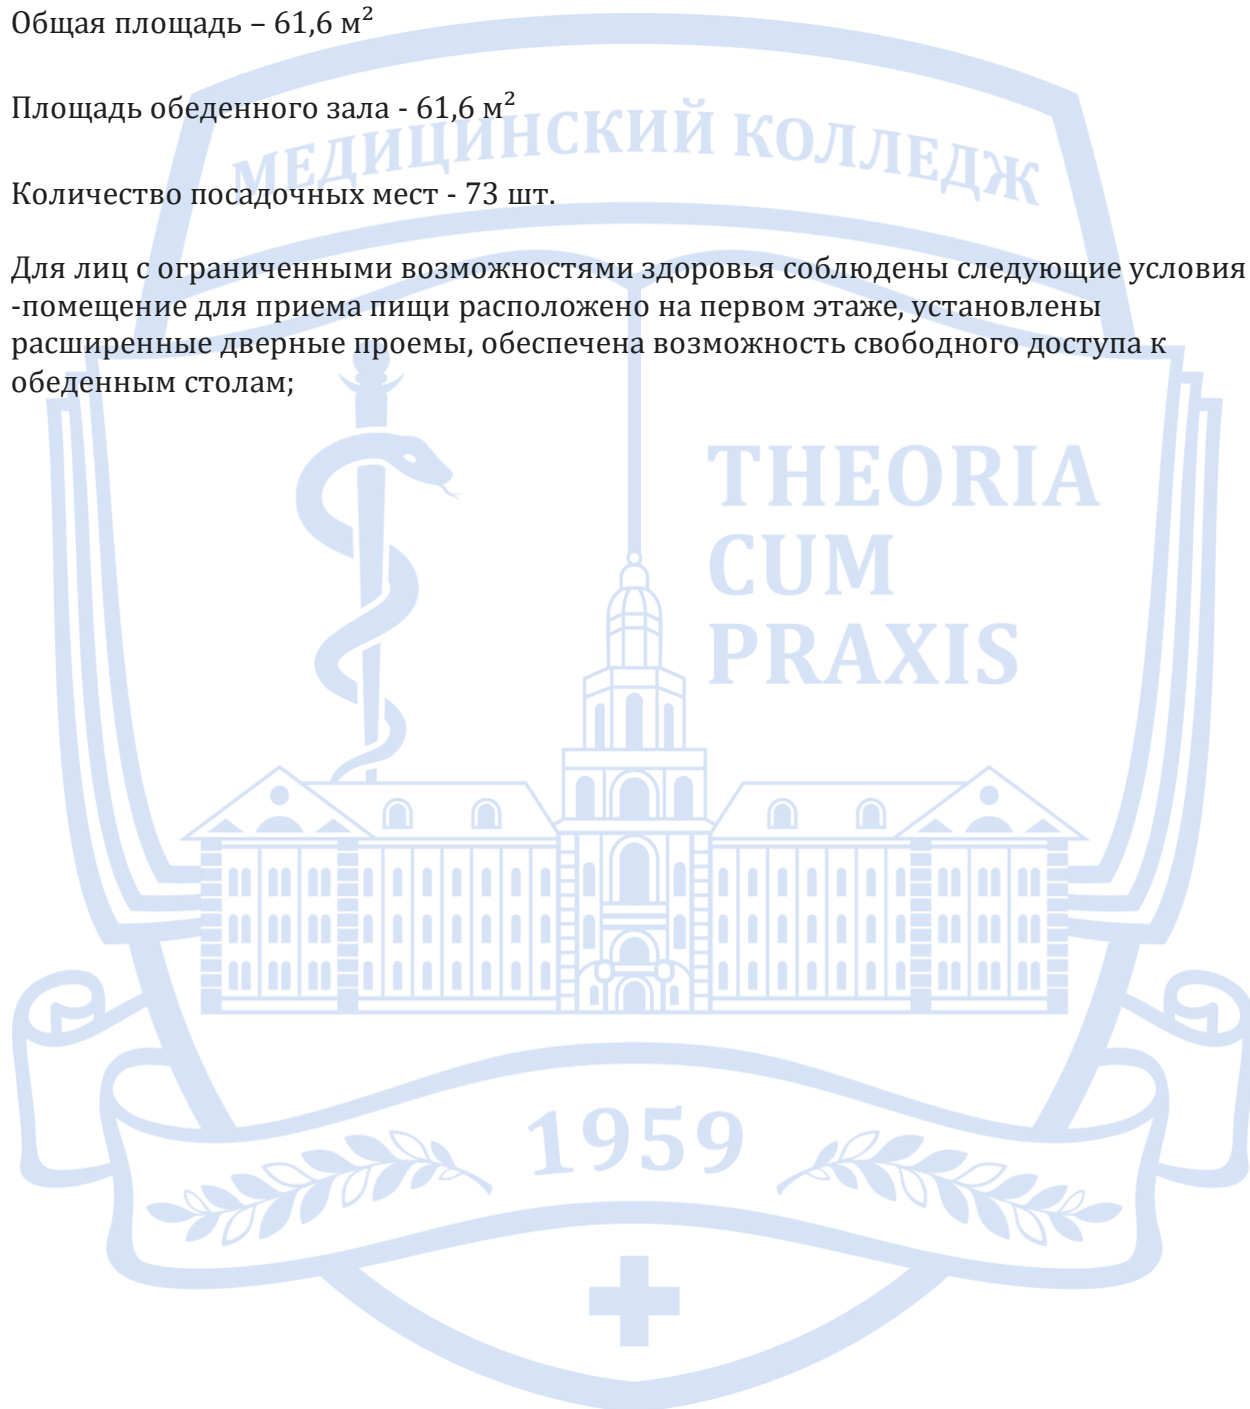 Общая площадь – 61,6 м²
Площадь обеденного зала - 61,6 м²
МЕДИЦИНСКИЙ КОЛЛЕДЖ
Количество посадочных мест - 73 шт.
Для лиц с ограниченными возможностями здоровья соблюдены следующие условия
-помещение для приема пищи расположено на первом этаже, установлены
расширенные дверные проемы, обеспечена возможность свободного доступа к
обеденным столам;
THEORIA
CUM
PRAXIS
1959